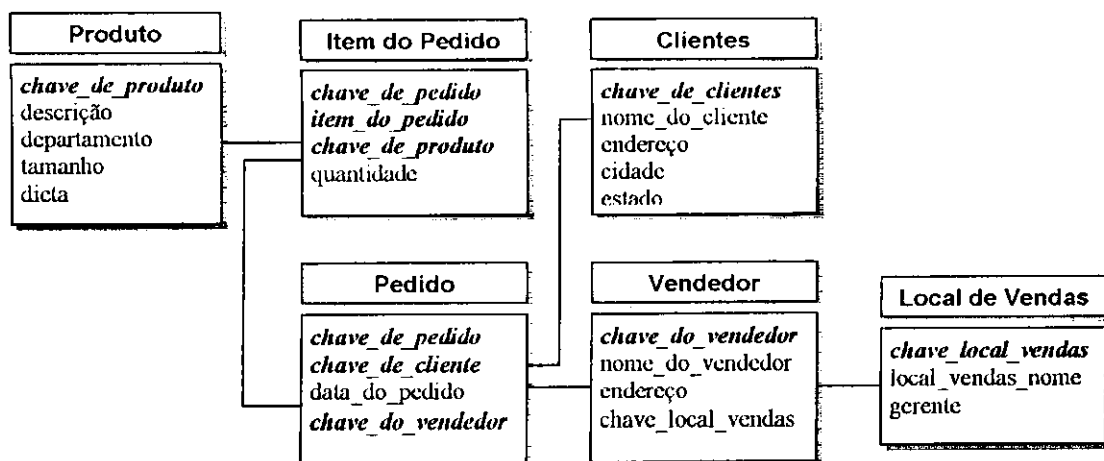 Produto
chave_de_produto
descrição
departamento
tamanho
dieta
Item do Pedido
chave_de_pedido
item_do_pedido
chave_de_produto
quantidade
Clientes
chave_de_clientes
nome_do_cliente
endereço
cidade
estado
Pedido
chave_de_pedido
chave_de_cliente
data_do_pedido
chave_do_vendedor
Vendedor
chave_do_vendedor
nome_do_vendedor
endereço
chave_local_vendas
Local de Vendas
chave_local_vendas
local_vendas_nome
gerente